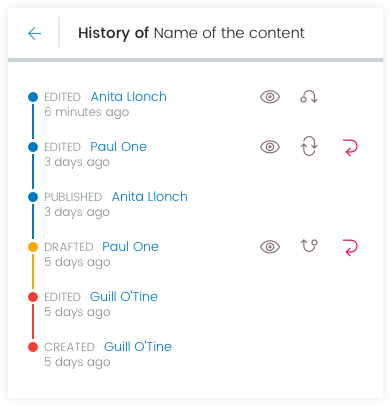 History of Name of the content
EDITED Anita Llonch
6 minutes ago
EDITED Paul One
3 days ago
PUBLISHED Anita Llonch
3 days ago
DRAFTED Paul One
5 days ago
EDITED Guill O'Tine
5 days ago
CREATED Guill O'Tine
5 days ago